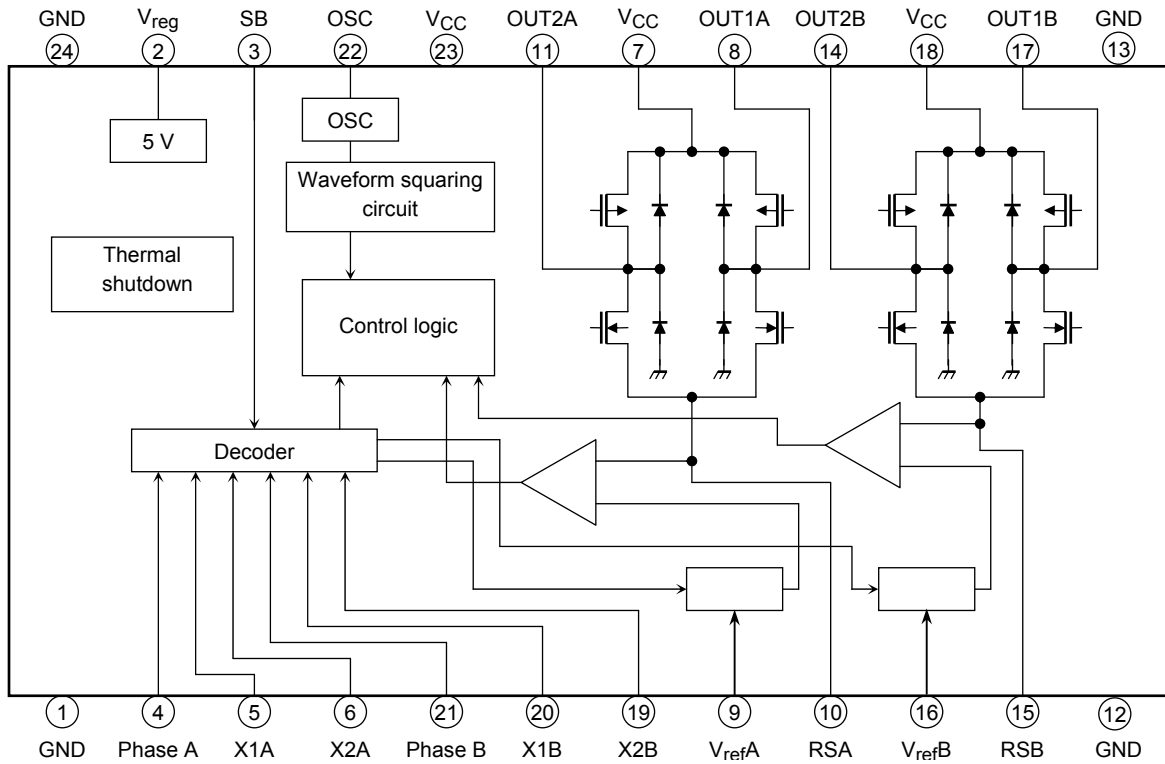 GND Vreg SB OSC VCC OUT2A VCC OUT1A OUT2B VCC OUT1B GND
24 2 3 22 23 11 7 8 14 18 17 13
OSC
5 V
Waveform squaring
circuit
Thermal
shutdown
Control logic
Decoder
1 4 5 6 21 20 19 9 10 16 15 12
GND Phase A X1A X2A Phase B X1B X2B VrefA RSA VrefB RSB GND